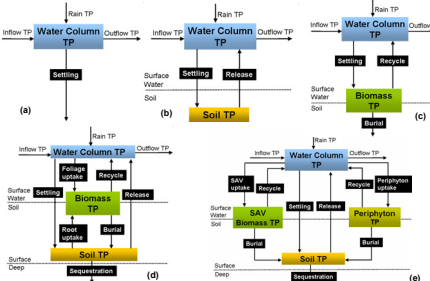 Rain TP
Inflow TP
Water Column
TP
Outflow TP
Settling
(a)
Rain TP
Inflow TP
Water Column
TP
Outflow TP
Settling
Release
Surface
Water
Soil
Soil TP
(b)
Rain TP
Inflow TP
Water Column
TP
Outflow TP
Settling
Recycle
Surface
Water
Soil
Biomass
TP
Burial
(c)
Rain TP
Inflow TP
Water Column TP
Outflow TP
Foliage
uptake
Recycle
Settling
Release
Surface
Water
Soil
Biomass
TP
Root
uptake
Burial
Soil TP
Surface
Deep
Sequestration
(d)
Rain TP
Inflow TP
Outflow TP
Water Column
TP
SAV
uptake
Recycle
Settling
Release
Recycle
Periphyton
uptake
Surface
Water
Soil
SAV
Biomass TP
Periphyton
TP
Burial
Burial
Soil TP
Surface
Deep
Sequestration
(e)